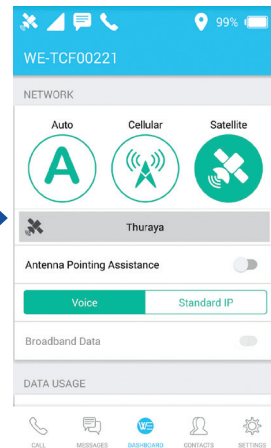 99%
WE-TCF00221
NETWORK
Auto Cellular Satellite
A
Thuraya
Antenna Pointing Assistance
Voice Standard IP
Broadband Data
DATA USAGE
WE
CALL MESSAGES DASHBOARD CONTACTS SETTINGS